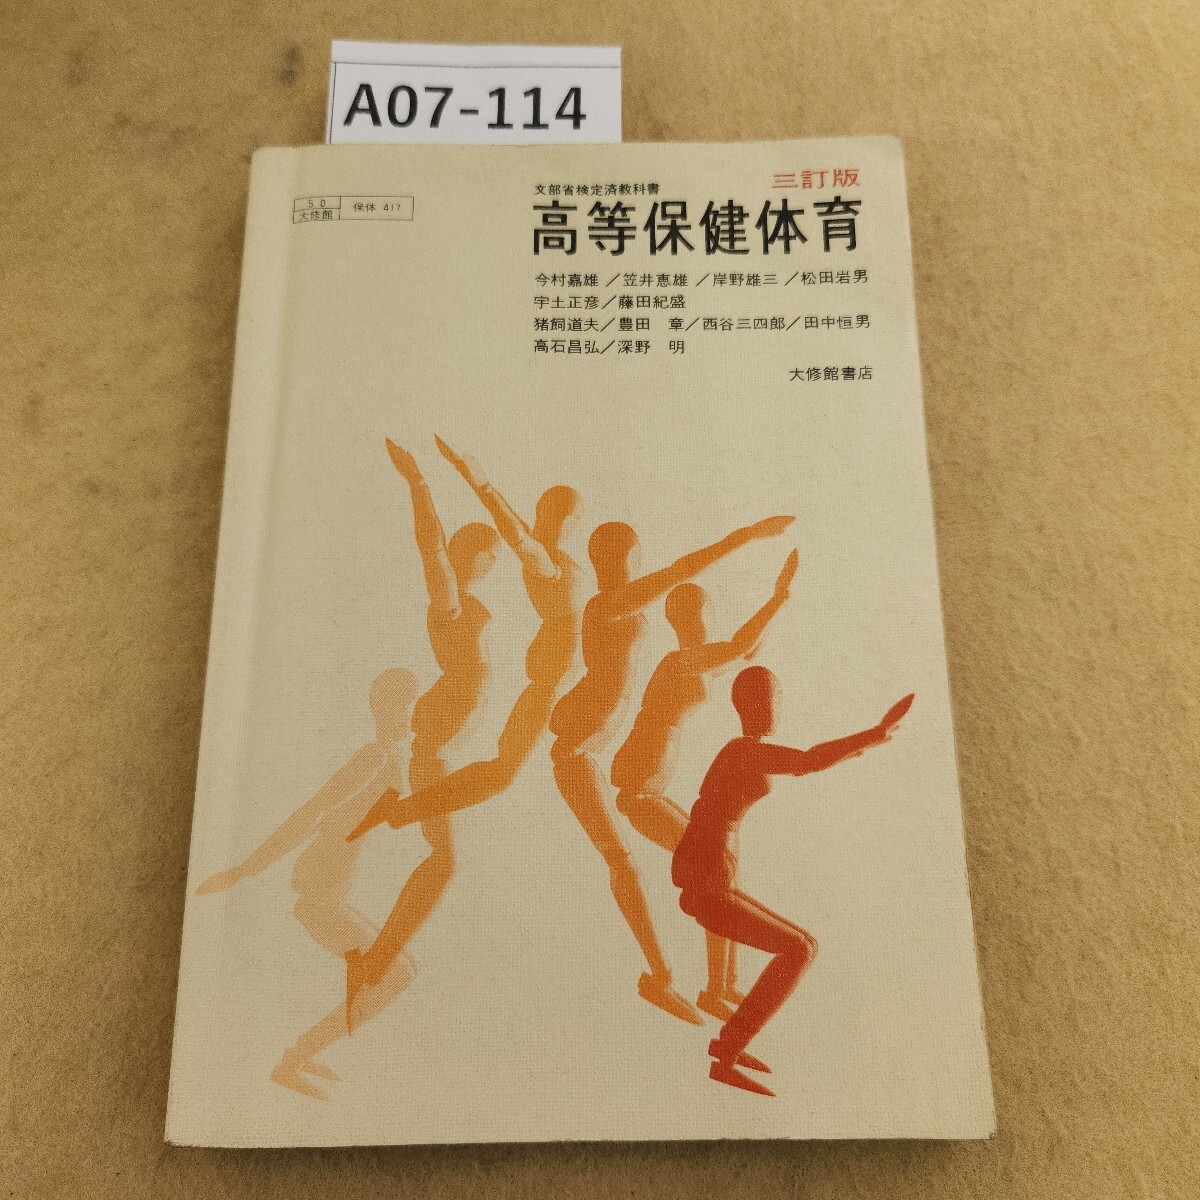 A07-114
三訂版
文部省検定済教科書
50
大修館
保体 417
高等保健体育
今村嘉雄／笠井恵雄／岸野雄三／松田岩男
宇土正彦／藤田紀盛
猪飼道夫／豊田　章／西谷三四郎／田中恒男
高石昌弘／深野　明
大修館書店